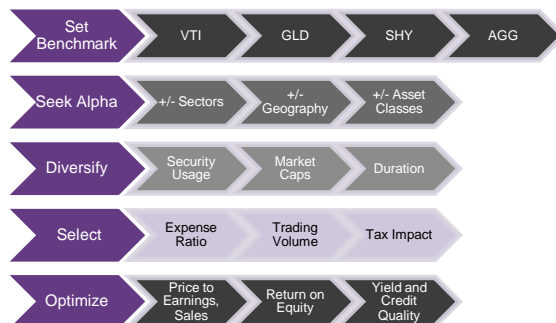 Set
Benchmark
VTI
GLD
SHY
AGG
Seek Alpha
+/- Sectors
+/-
Geography
+/- Asset
Classes
Diversify
Security
Usage
Market
Caps
Duration
Select
Expense
Ratio
Trading
Volume
Tax Impact
Optimize
Price to
Earnings,
Sales
Return on
Equity
Yield and
Credit
Quality